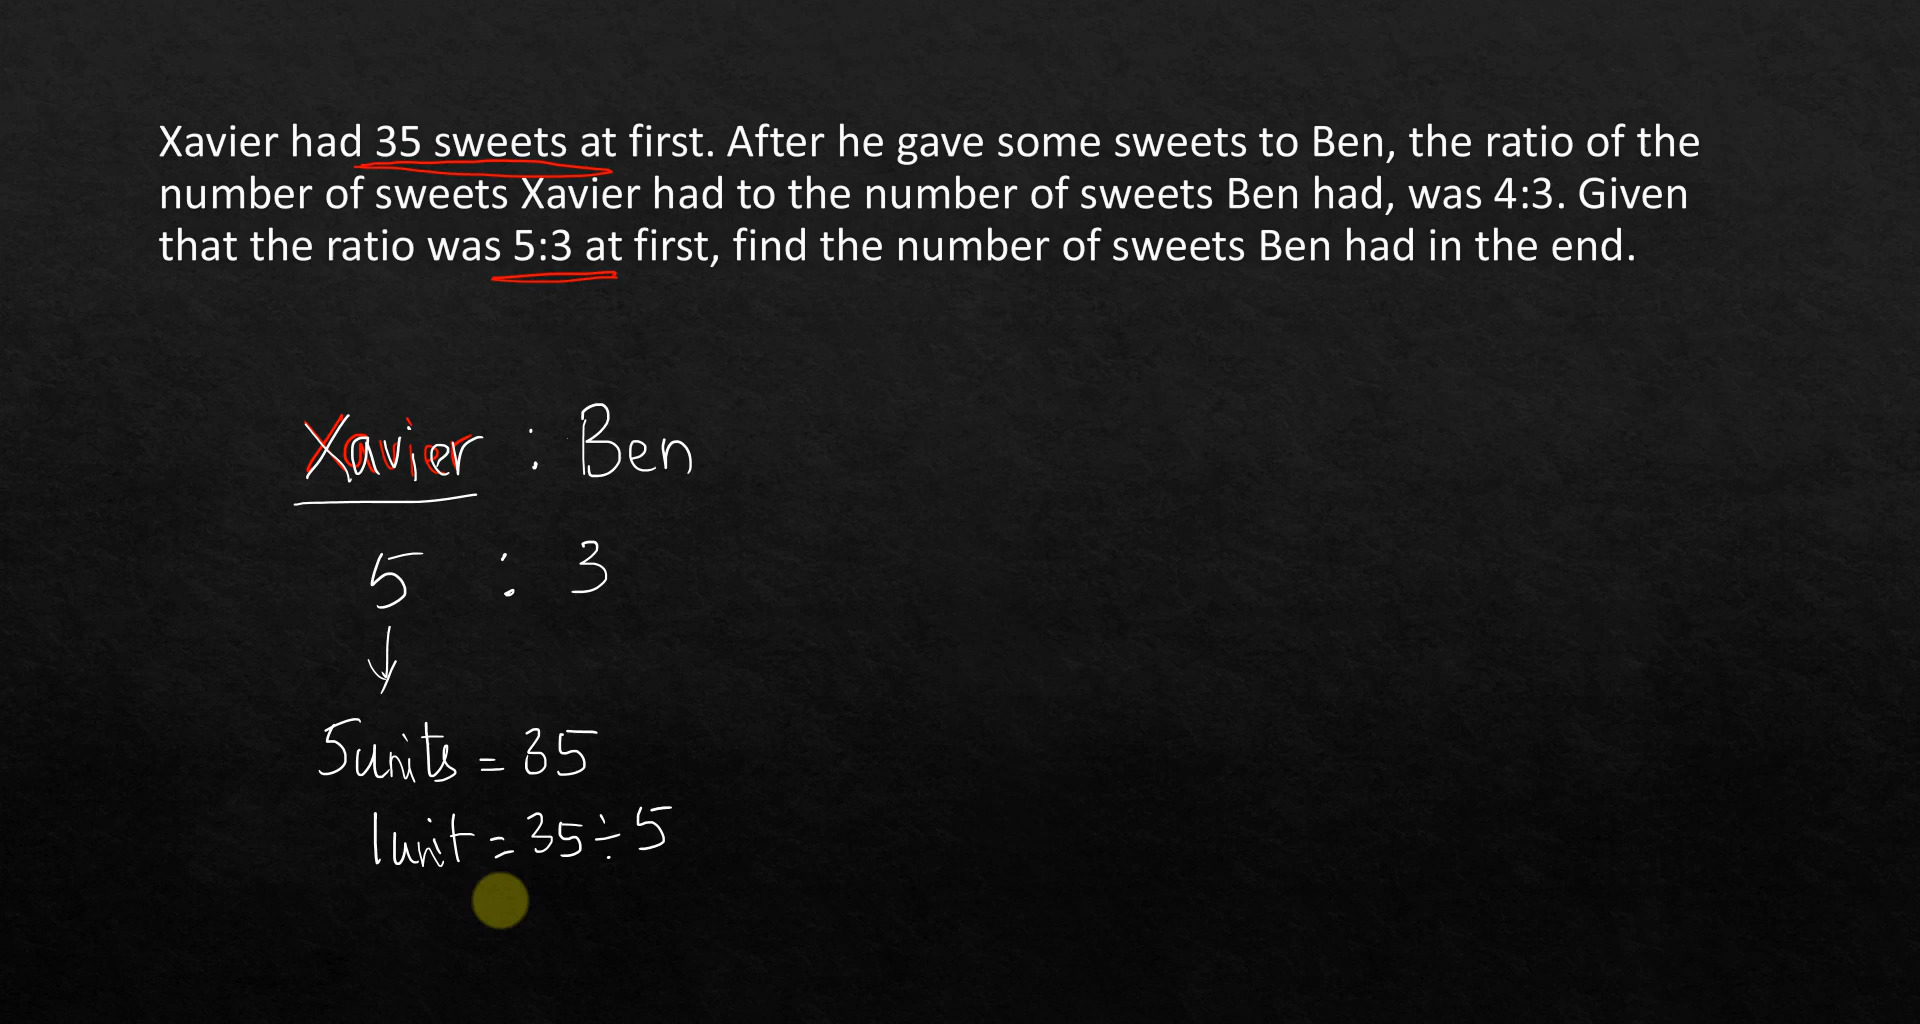 Xavier had 35 sweets at first. After he gave some sweets to Ben, the ratio of the
number of sweets Xavier had to the number of sweets Ben had, was 4:3. Given
that the ratio was 5:3 at first, find the number of sweets Ben had in the end.
Xavier : Ben
5 : 3
5units = 35
1unit = 35÷5